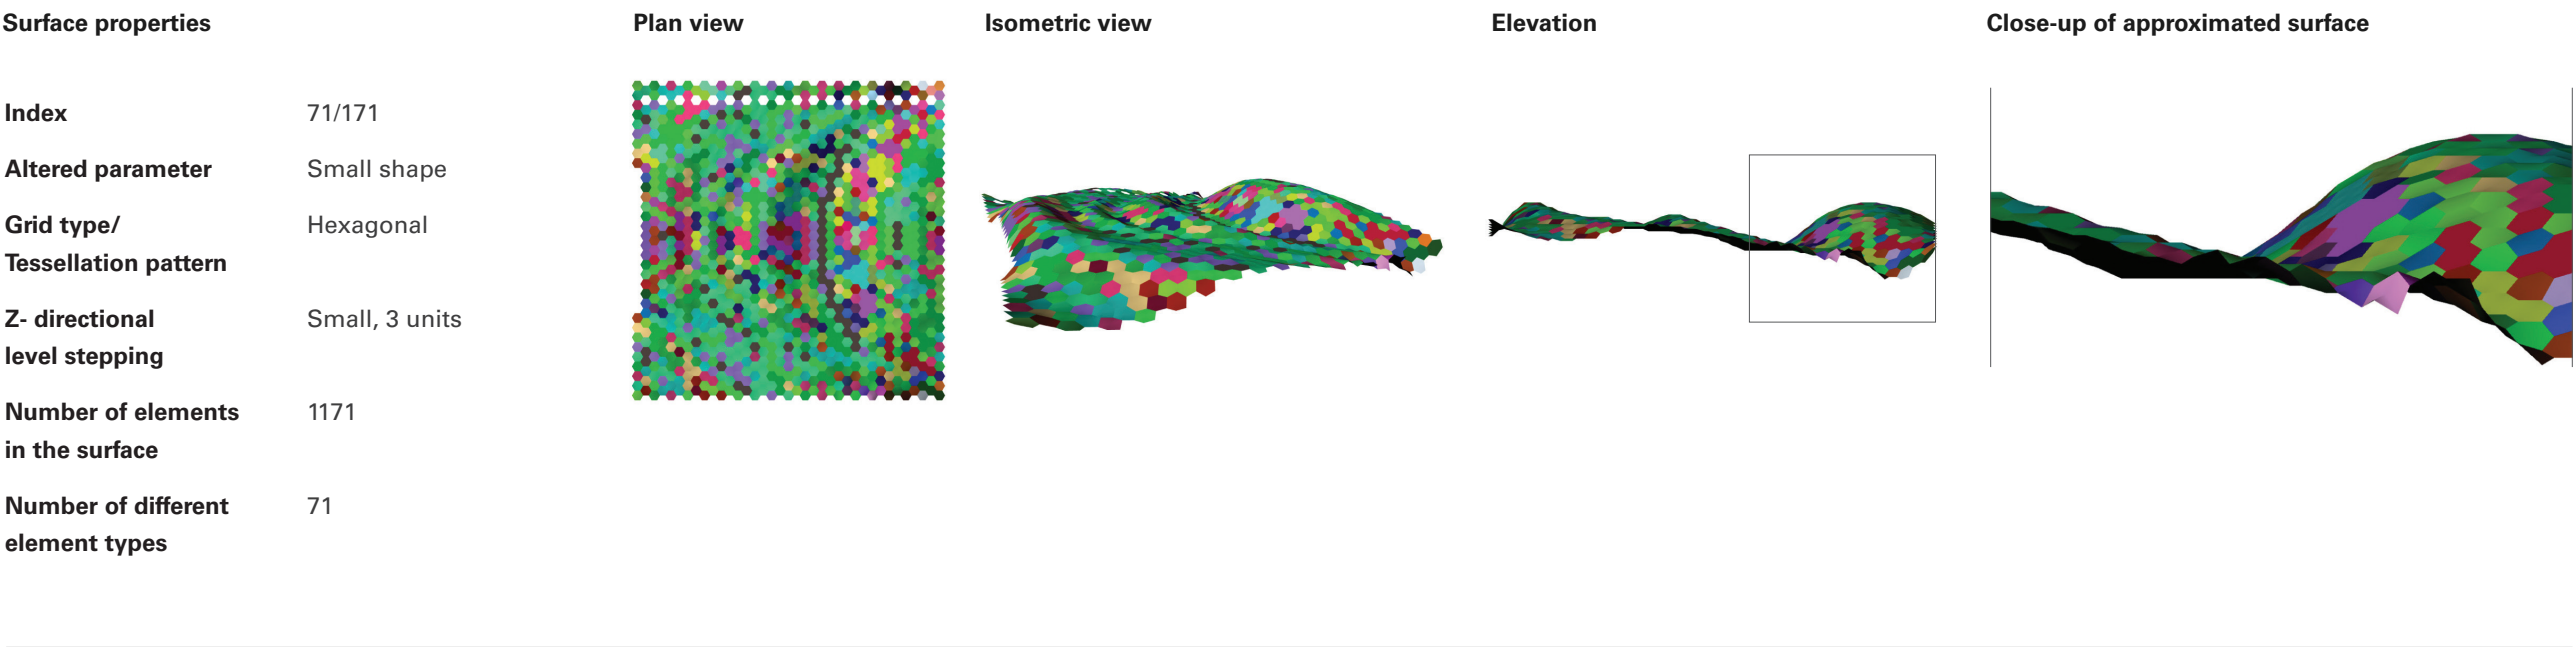 Surface properties
Plan view
Isometric view
Elevation
Close-up of approximated surface
Index 71/171
Altered parameter Small shape
Grid type/ Hexagonal
Tessellation pattern
Z- directional Small, 3 units
level stepping
Number of elements 1171
in the surface
Number of different 71
element types